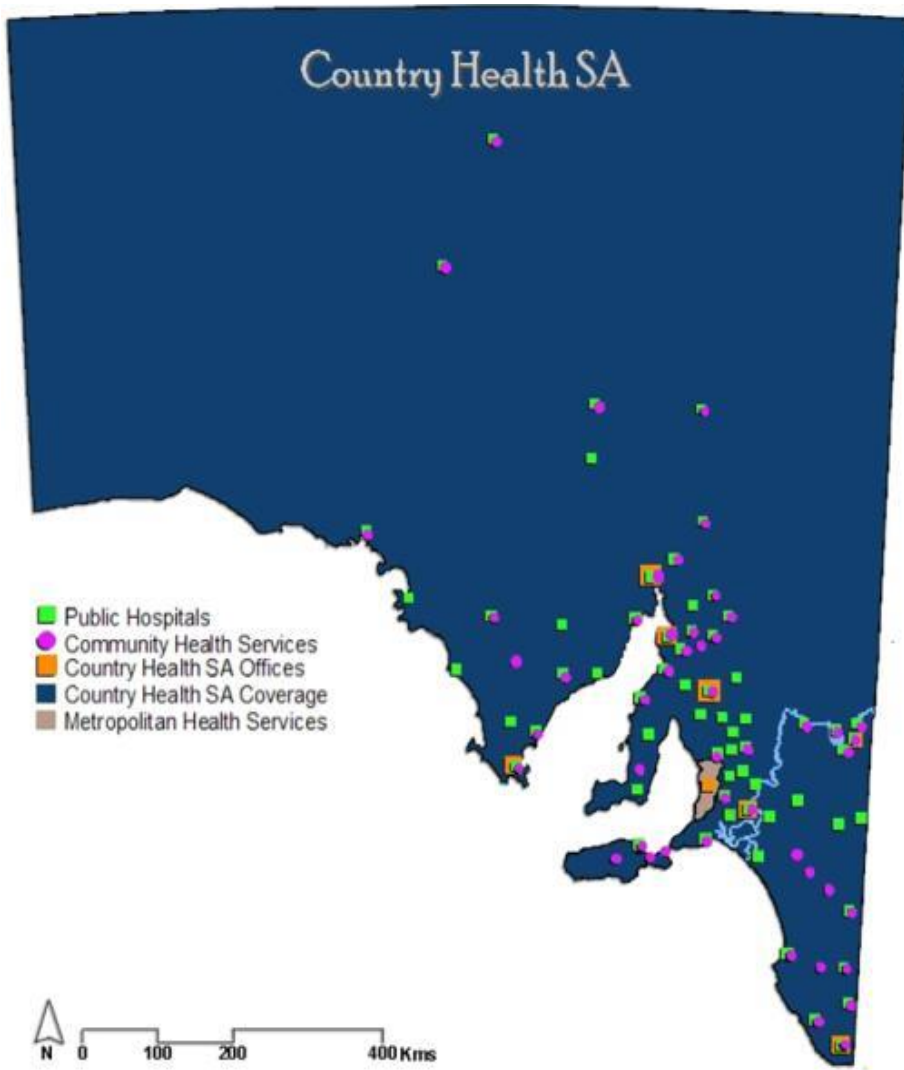 Country Health SA
Public Hospitals
Community Health Services
Country Health SA Offices
Country Health SA Coverage
Metropolitan Health Services
N 0 100 200 400 Kms